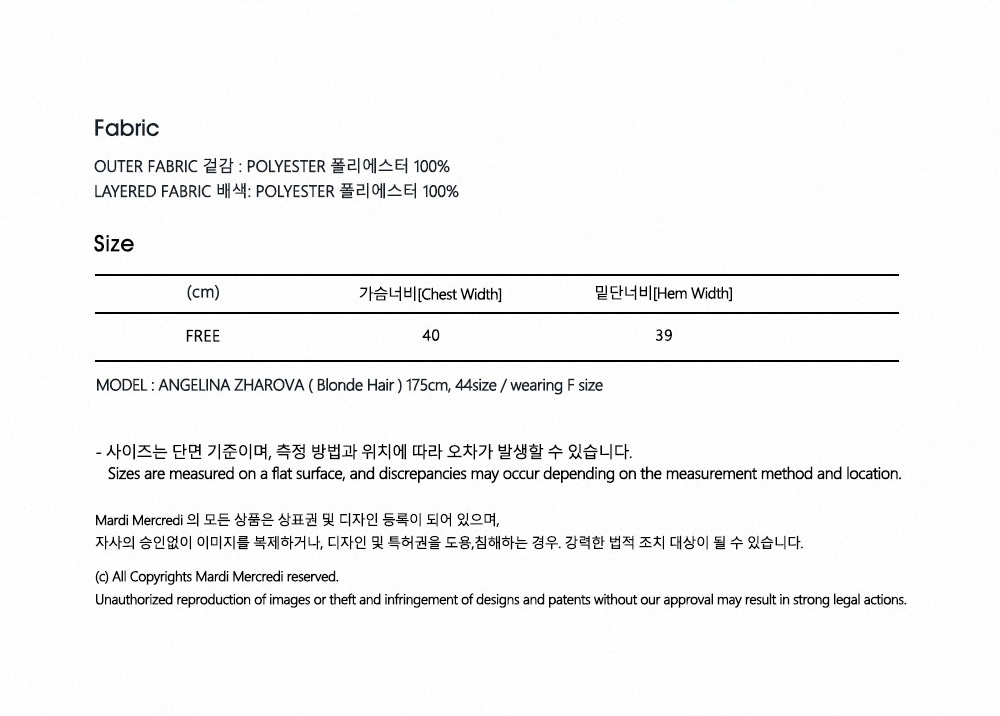 Fabric
OUTER FABRIC 겉감 : POLYESTER 폴리에스터 100%
LAYERED FABRIC 배색: POLYESTER 폴리에스터 100%
Size
(cm) 가슴너비[Chest Width] 밑단너비[Hem Width]
FREE 40 39
MODEL : ANGELINA ZHAROVA ( Blonde Hair ) 175cm, 44size / wearing F size
- 사이즈는 단면 기준이며, 측정 방법과 위치에 따라 오차가 발생할 수 있습니다.
Sizes are measured on a flat surface, and discrepancies may occur depending on the measurement method and location.
Mardi Mercredi 의 모든 상품은 상표권 및 디자인 등록이 되어 있으며,
자사의 승인없이 이미지를 복제하거나, 디자인 및 특허권을 도용,침해하는 경우. 강력한 법적 조치 대상이 될 수 있습니다.
(c) All Copyrights Mardi Mercredi reserved.
Unauthorized reproduction of images or theft and infringement of designs and patents without our approval may result in strong legal actions.